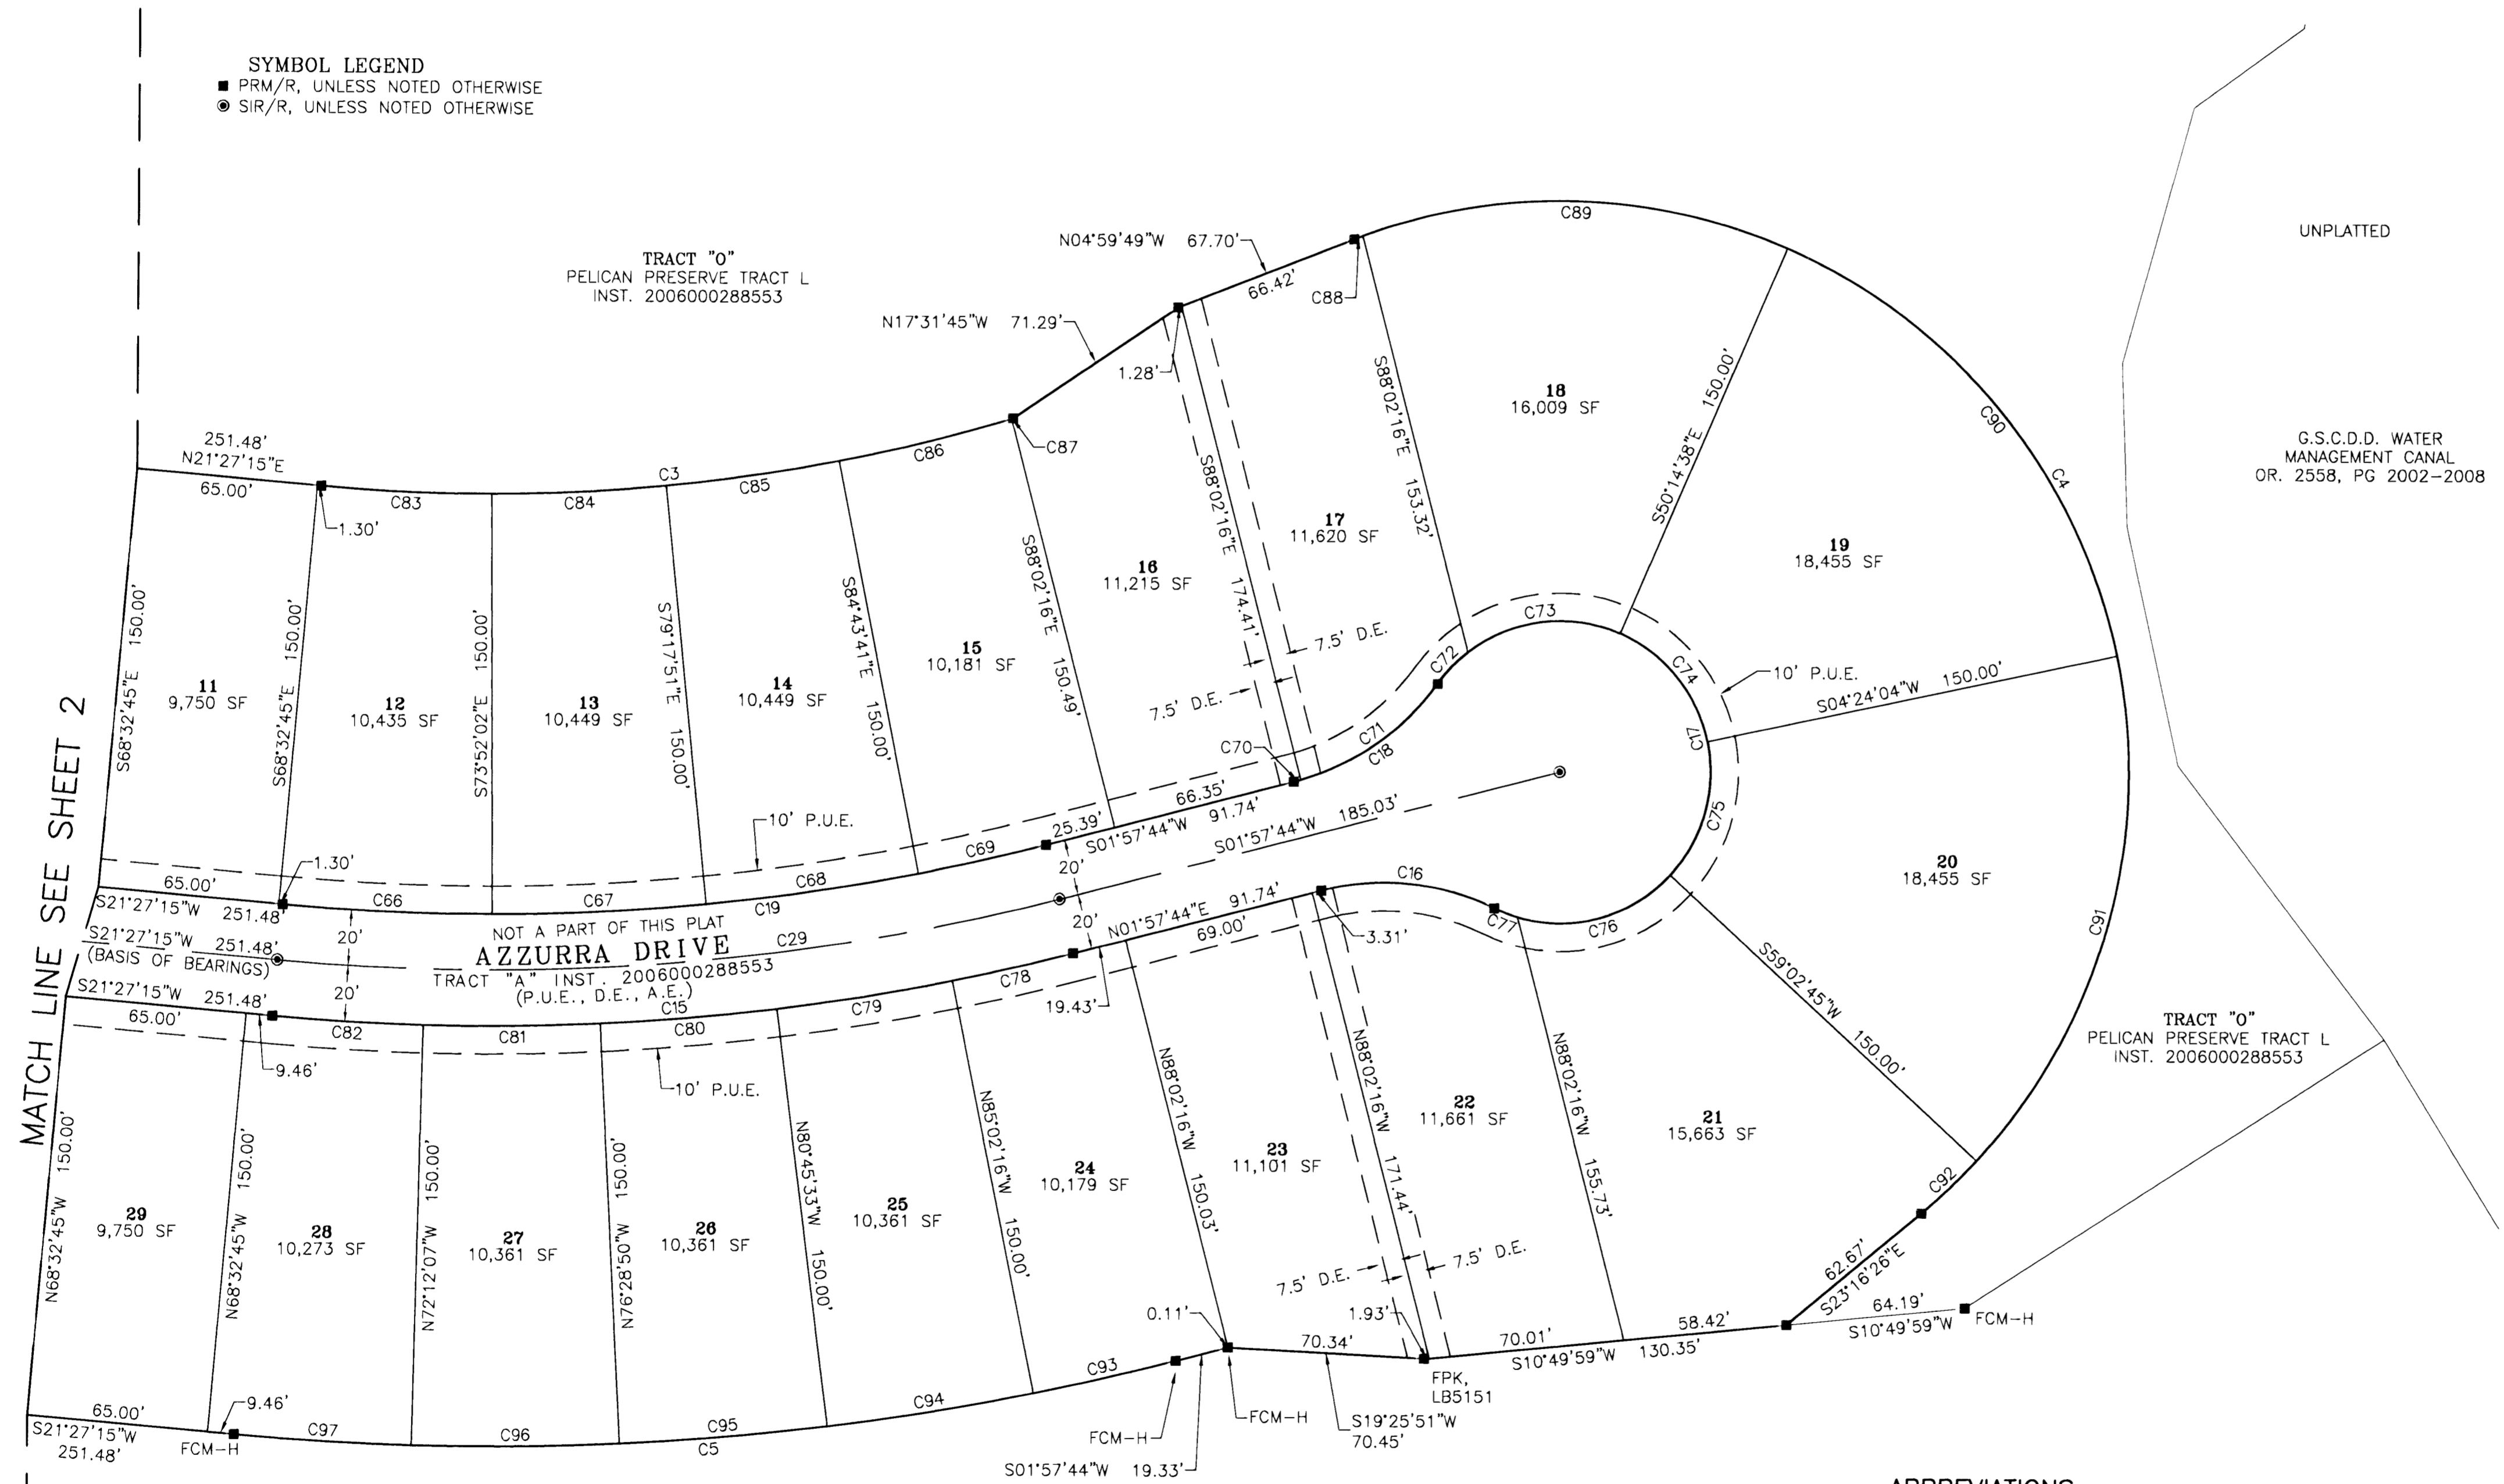 SYMBOL LEGEND
■ PRM/R, UNLESS NOTED OTHERWISE
◉ SIR/R, UNLESS NOTED OTHERWISE
TRACT "O"
PELICAN PRESERVE TRACT L
INST. 2006000288553
UNPLATTED
G.S.C.D.D. WATER
MANAGEMENT CANAL
OR. 2558, PG 2002-2008
N04°59'49"W 67.70'
66.42'
C88
C89
C90
C4
C91
C92
N17°31'45"W 71.29'
1.28'
C87
251.48'
N21°27'15"E
65.00'
1.30'
C83
C84
C3
C85
C86
S68°32'45"E 150.00'
11
9,750 SF
S68°32'45"E 150.00'
12
10,435 SF
S73°52'02"E 150.00'
13
10,449 SF
S79°17'51"E 150.00'
14
10,449 SF
S84°43'41"E 150.00'
15
10,181 SF
S88°02'16"E 150.49'
16
11,215 SF
S88°02'16"E 174.41'
17
11,620 SF
S88°02'16"E 153.32'
18
16,009 SF
S50°14'38"E 150.00'
19
18,455 SF
S04°24'04"W 150.00'
20
18,455 SF
7.5' D.E.
7.5' D.E.
10' P.U.E.
C70
C71
C18
C72
C73
C74
C17
C75
C76
C77
C16
MATCH LINE SEE SHEET 2
65.00'
1.30'
S21°27'15"W 251.48'
C66
C67
C68
C19
C69
10' P.U.E.
25.39'
66.35'
S01°57'44"W 91.74'
S01°57'44"W 185.03'
20'
20'
20'
20'
S21°27'15"W 251.48'
(BASIS OF BEARINGS)
NOT A PART OF THIS PLAT
AZZURRA DRIVE
C29
TRACT "A" INST. 2006000288553
(P.U.E., D.E., A.E.)
N01°57'44"E 91.74'
69.00'
3.31'
19.43'
S21°27'15"W 251.48'
65.00'
9.46'
C82
C81
C15
C80
C79
C78
10' P.U.E.
N68°32'45"W 150.00'
29
9,750 SF
N68°32'45"W 150.00'
28
10,273 SF
N72°12'07"W 150.00'
27
10,361 SF
N76°28'50"W 150.00'
26
10,361 SF
N80°45'33"W 150.00'
25
10,361 SF
N85°02'16"W 150.00'
24
10,179 SF
N88°02'16"W 150.03'
23
11,101 SF
N88°02'16"W 171.44'
22
11,661 SF
N88°02'16"W 155.73'
21
15,663 SF
S59°02'45"W 150.00'
TRACT "O"
PELICAN PRESERVE TRACT L
INST. 2006000288553
7.5' D.E.
7.5' D.E.
0.11'
1.93'
70.34'
70.01'
58.42'
S10°49'59"W 130.35'
62.67'
S23°16'26"E
64.19'
S10°49'59"W
FCM-H
FPK,
LB5151
65.00'
S21°27'15"W
251.48'
9.46'
FCM-H
C97
C96
C95
C5
C94
C93
FCM-H
FCM-H
S19°25'51"W
70.45'
S01°57'44"W 19.33'